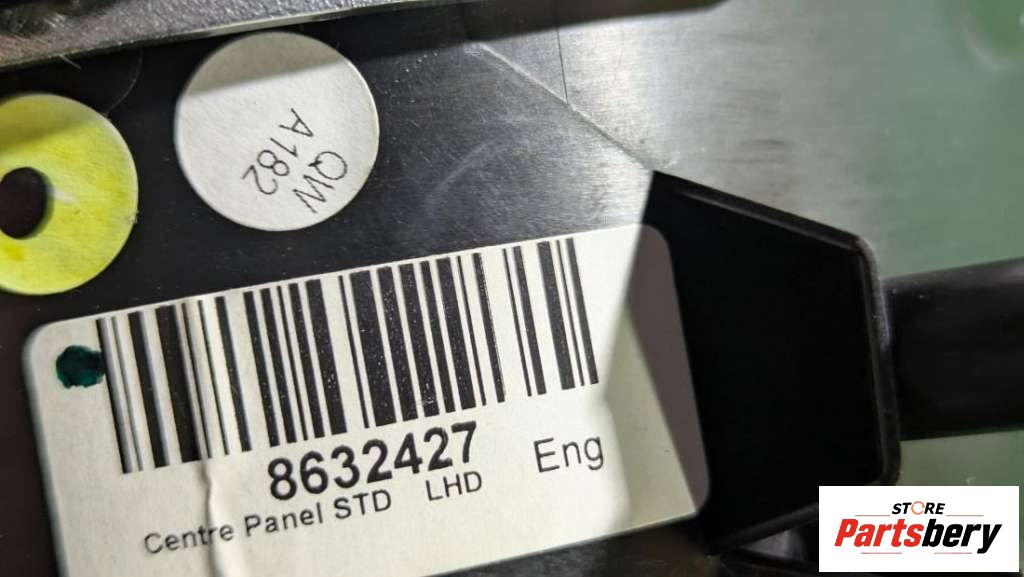 QW
A182
8632427 Eng
Centre Panel STD LHD
STORE
Partsbery